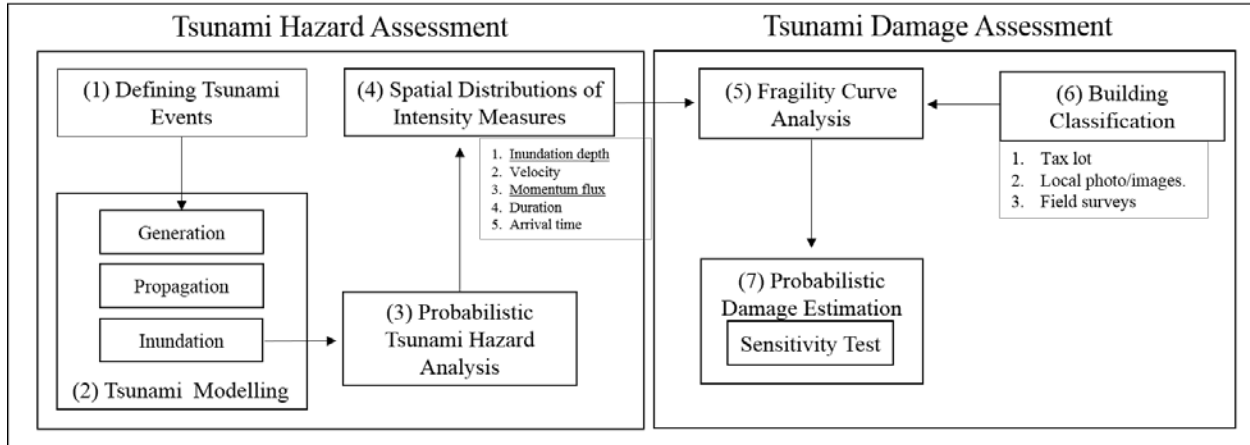 Tsunami Hazard Assessment
(1) Defining Tsunami
Events
Generation
Propagation
Inundation
(2) Tsunami Modelling
(3) Probabilistic
Tsunami Hazard
Analysis
(4) Spatial Distributions of
Intensity Measures
1. Inundation depth
2. Velocity
3. Momentum flux
4. Duration
5. Arrival time
Tsunami Damage Assessment
(5) Fragility Curve
Analysis
(6) Building
Classification
1. Tax lot
2. Local photo/images.
3. Field surveys
(7) Probabilistic
Damage Estimation
Sensitivity Test